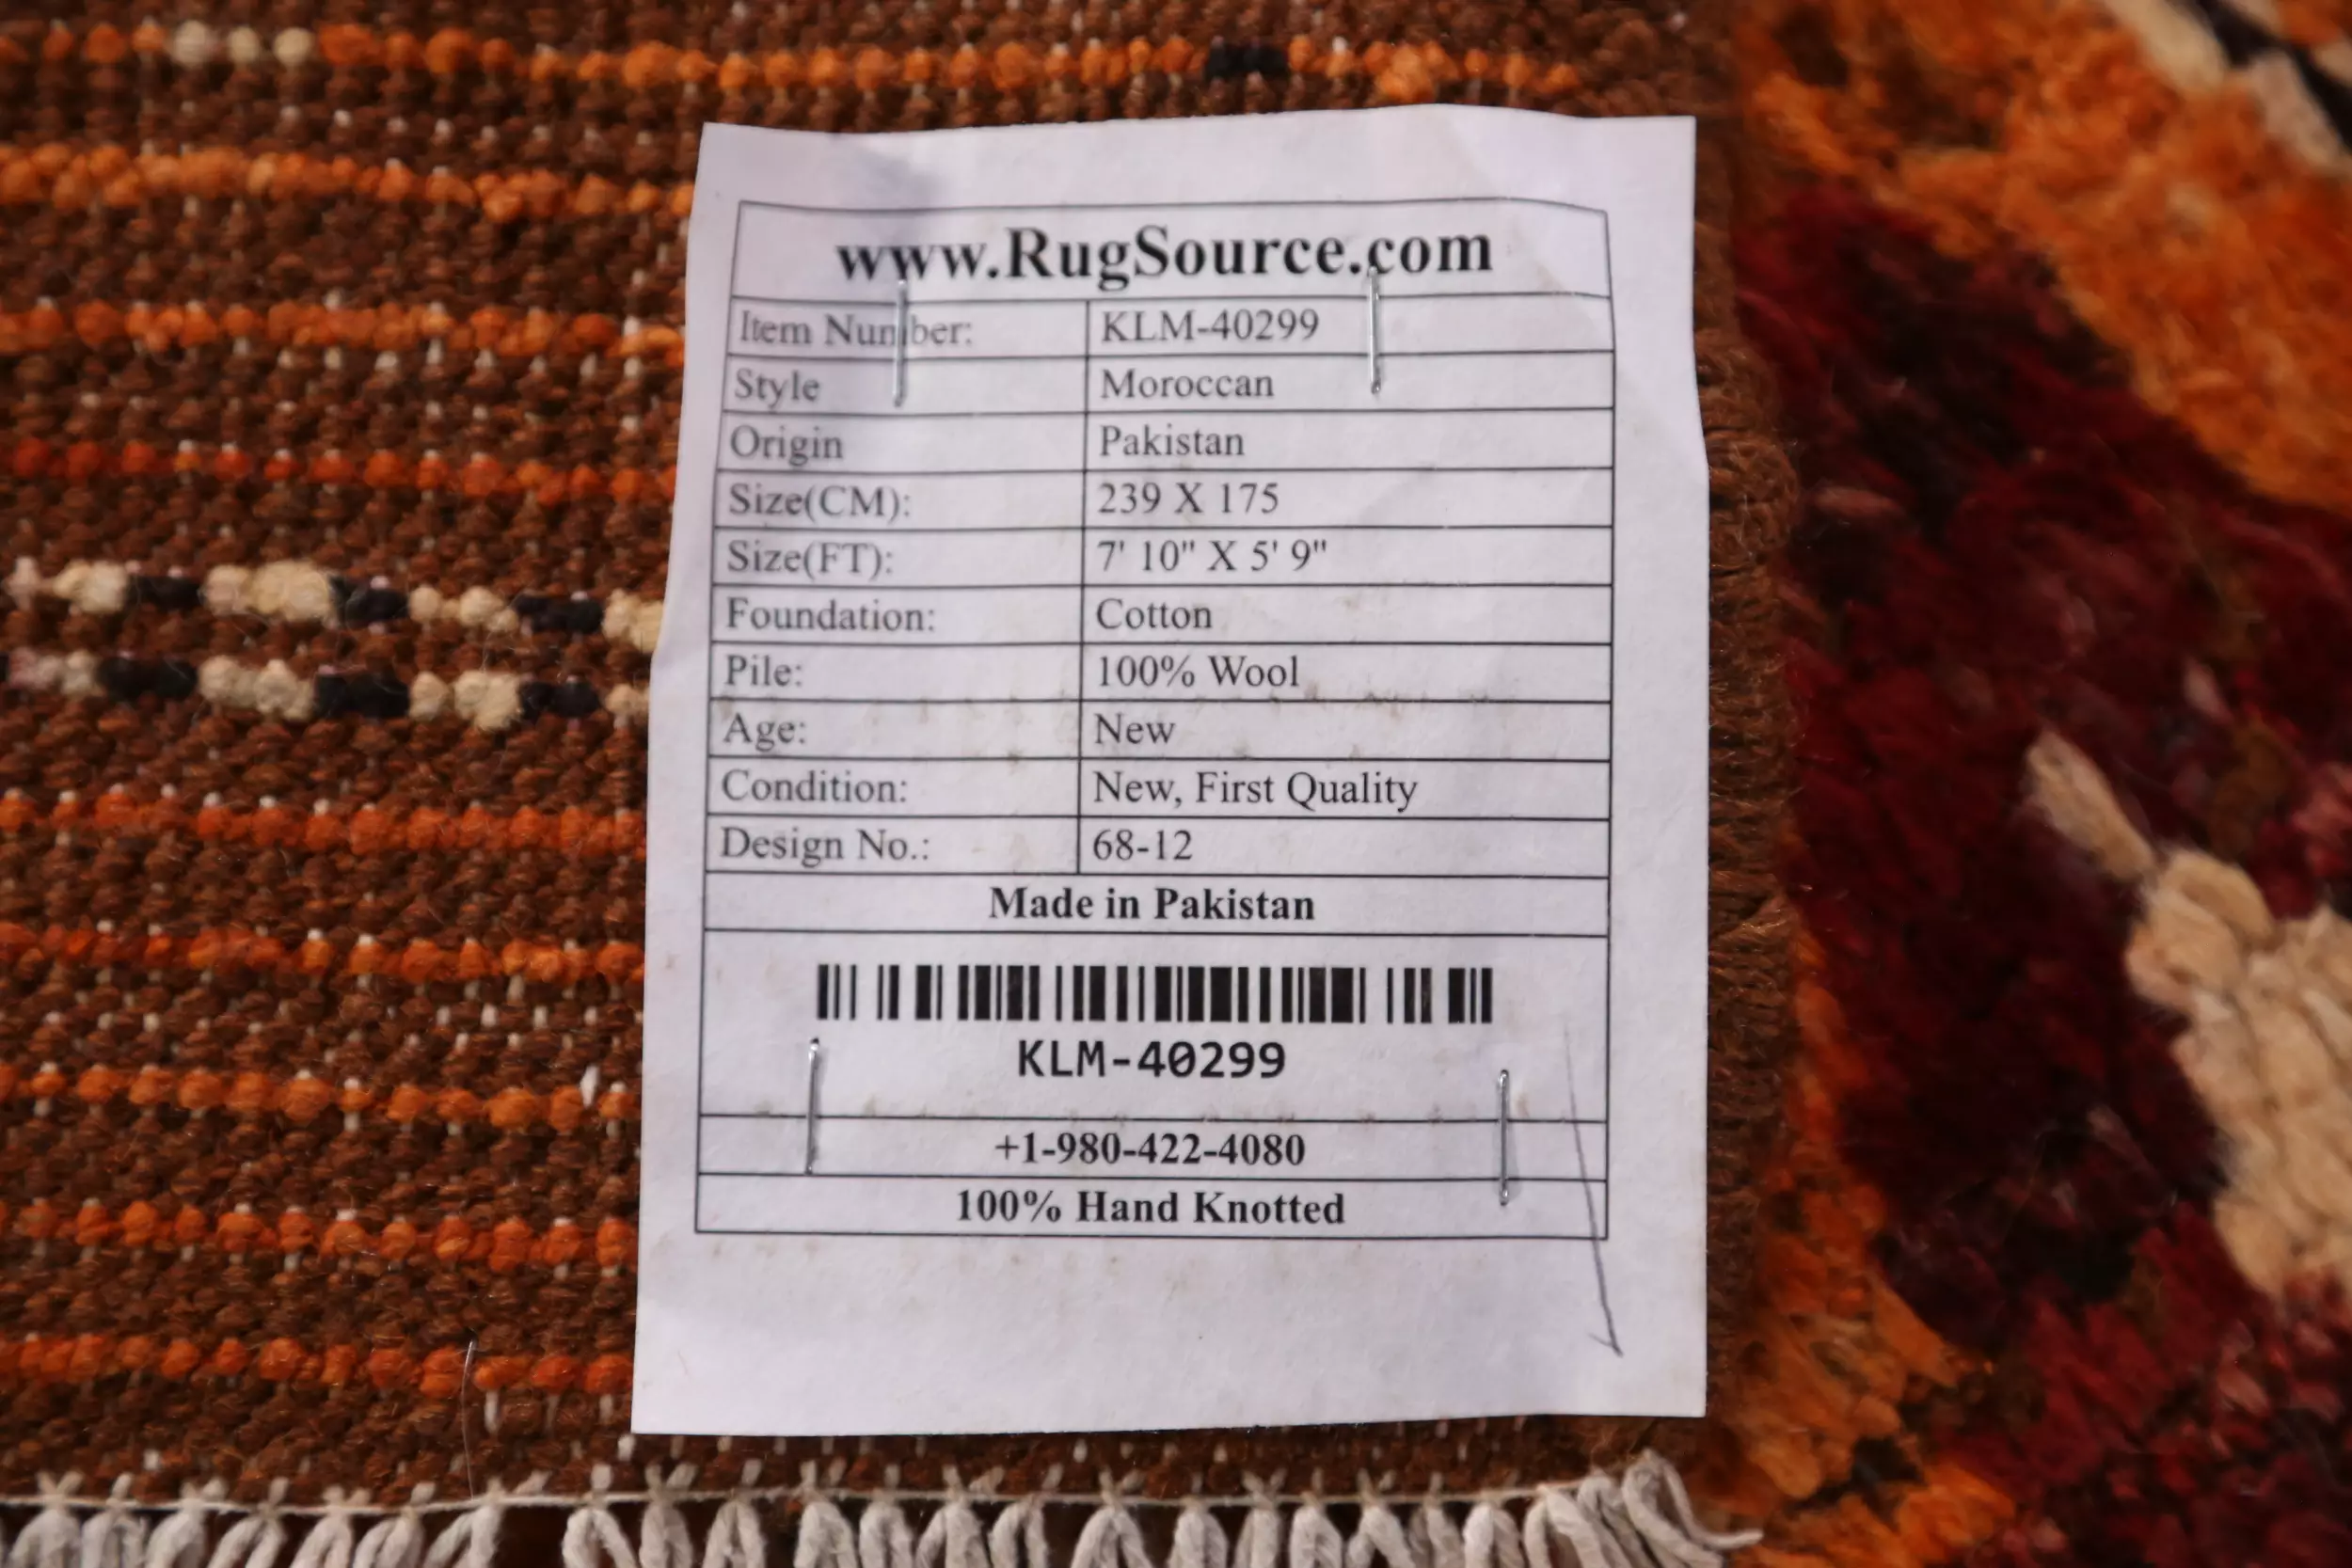 www.RugSource.com
Item Number: KLM-40299
Style Moroccan
Origin Pakistan
Size(CM): 239 X 175
Size(FT): 7' 10" X 5' 9"
Foundation: Cotton
Pile: 100% Wool
Age: New
Condition: New, First Quality
Design No.: 68-12
Made in Pakistan
KLM-40299
+1-980-422-4080
100% Hand Knotted